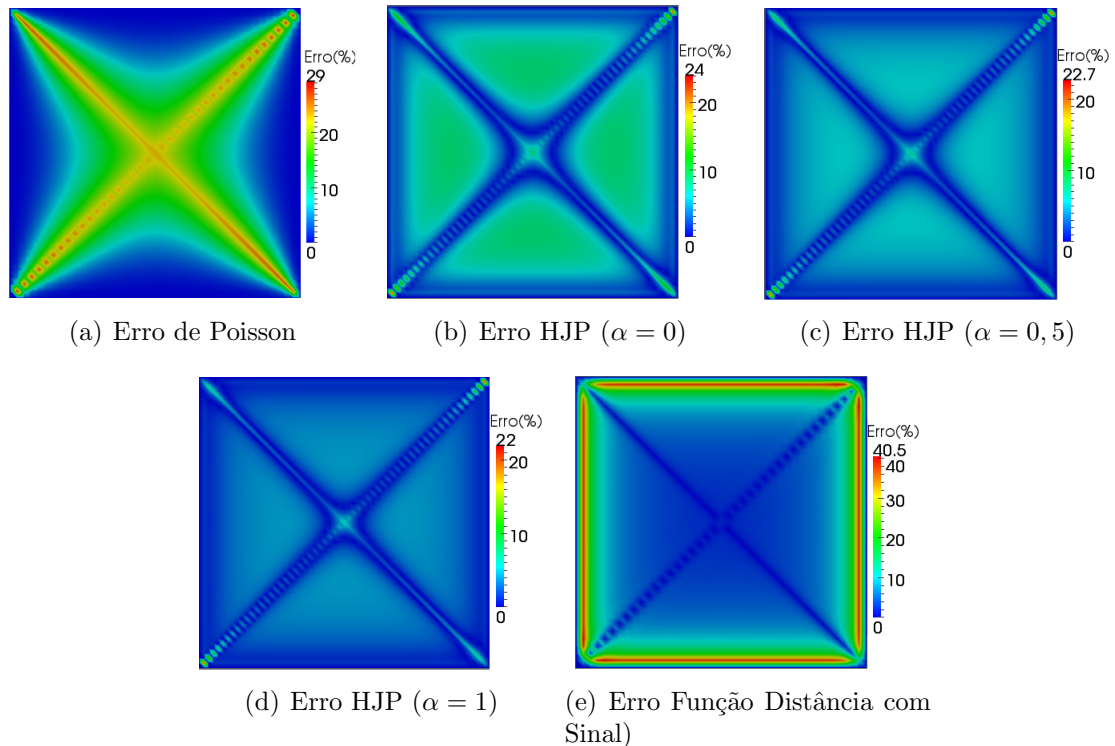 Erro(%)
29
20
10
0
Erro(%)
24
20
10
0
Erro(%)
22.7
20
10
0
(a) Erro de Poisson
(b) Erro HJP (α = 0)
(c) Erro HJP (α = 0, 5)
Erro(%)
22
20
10
0
Erro(%)
40.5
40
30
20
10
0
(d) Erro HJP (α = 1)
(e) Erro Função Distância com
Sinal)